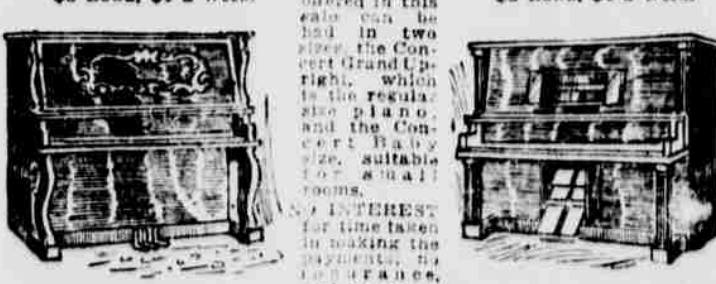 offered in this
sale can be
had in two
sizes, the Con-
cert Grand Up-
right, which
is the regular
size piano,
and the Con-
cert Baby
size, suitable
for small
rooms.
NO INTEREST
for time taken
in making the
payments, no
insurance,